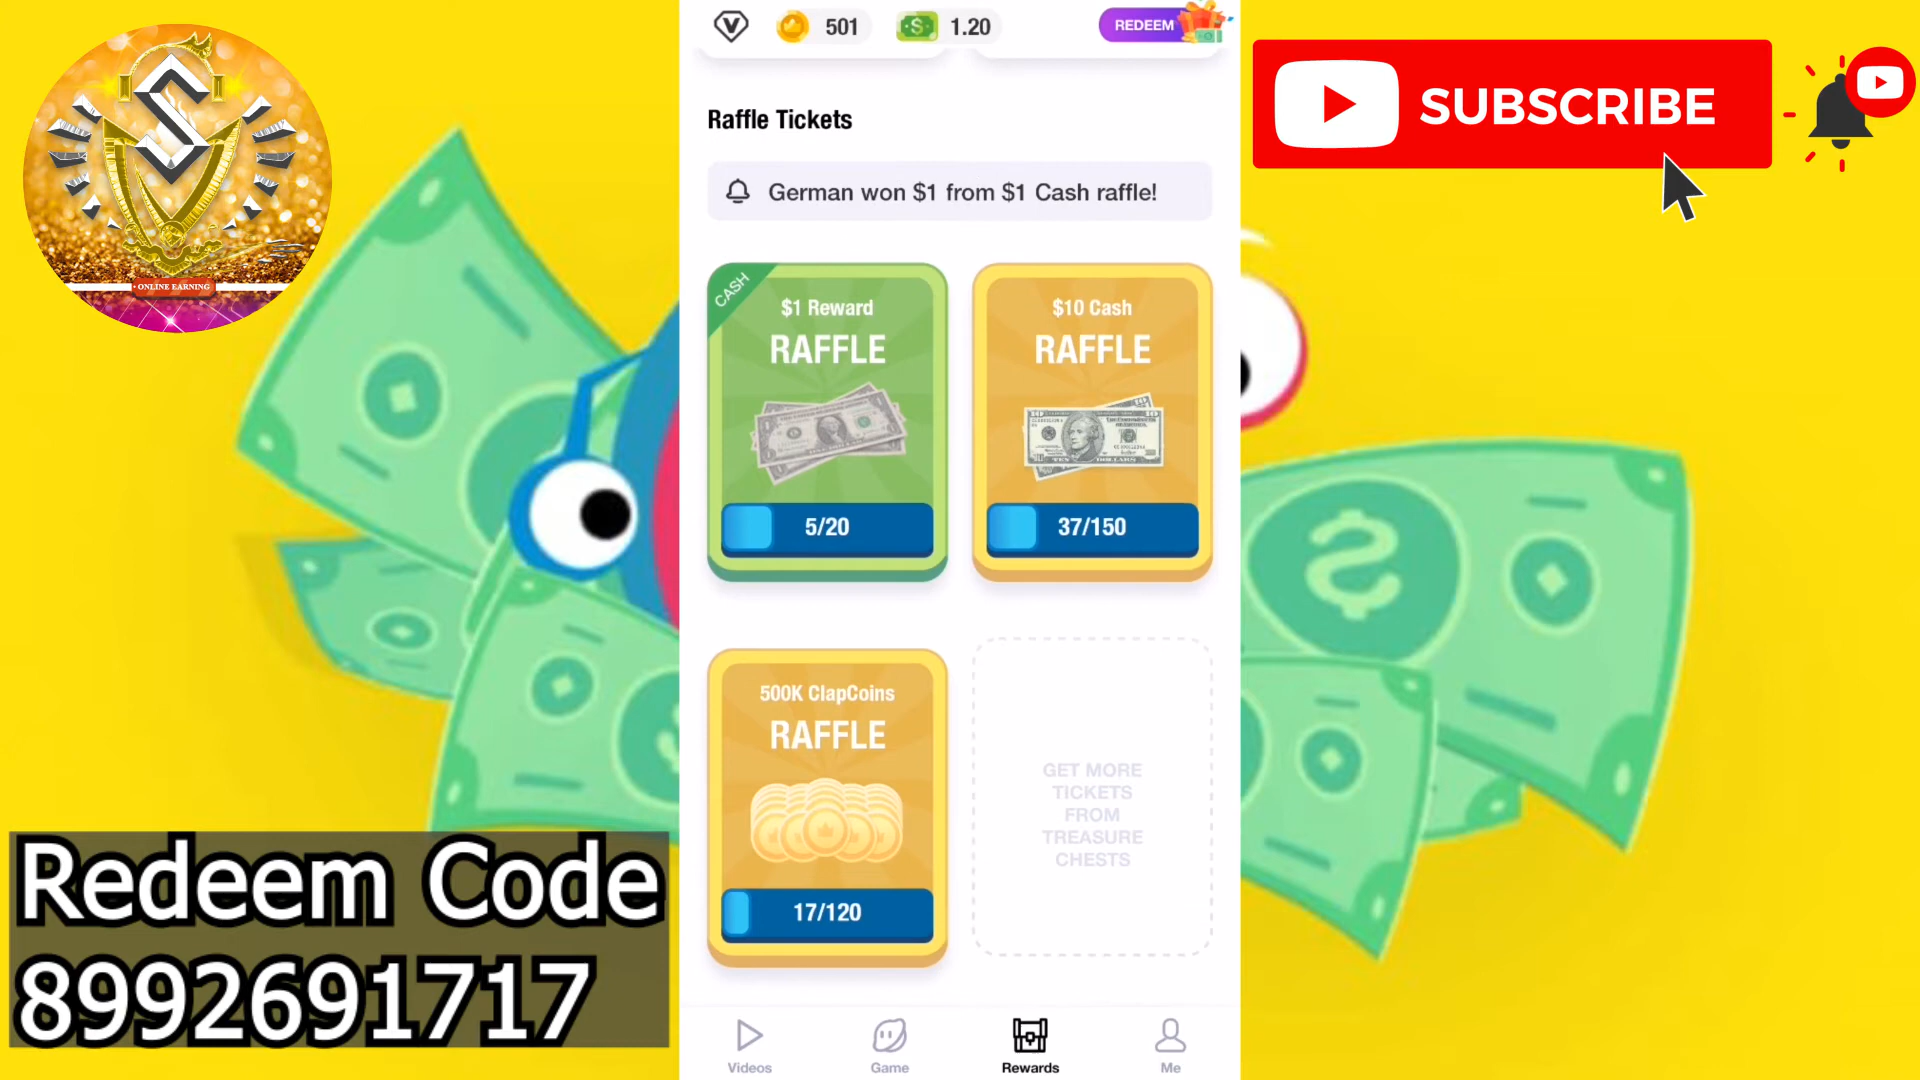 501
1.20
REDEEM
SUBSCRIBE
Raffle Tickets
German won $1 from $1 Cash raffle!
ONLINE EARNING
CASH
$1 Reward
RAFFLE
5/20
$10 Cash
RAFFLE
37/150
500K ClapCoins
RAFFLE
17/120
GET MORE
TICKETS
FROM
TREASURE
CHESTS
Redeem Code
8992691717
Videos
Game
Rewards
Me